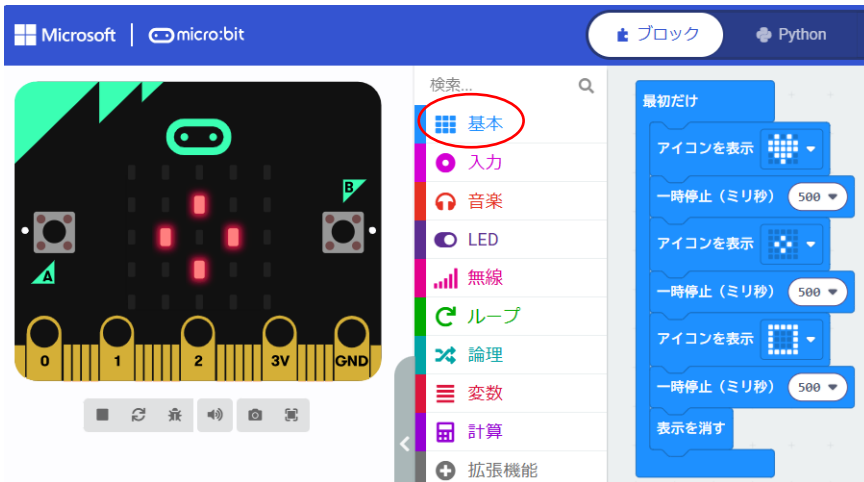 Microsoft
micro:bit
ブロック
Python
B
A
0
1
2
3V
GND
検索...
基本
入力
音楽
LED
無線
ループ
論理
変数
計算
拡張機能
最初だけ
アイコンを表示
一時停止（ミリ秒） 500
アイコンを表示
一時停止（ミリ秒） 500
アイコンを表示
一時停止（ミリ秒） 500
表示を消す